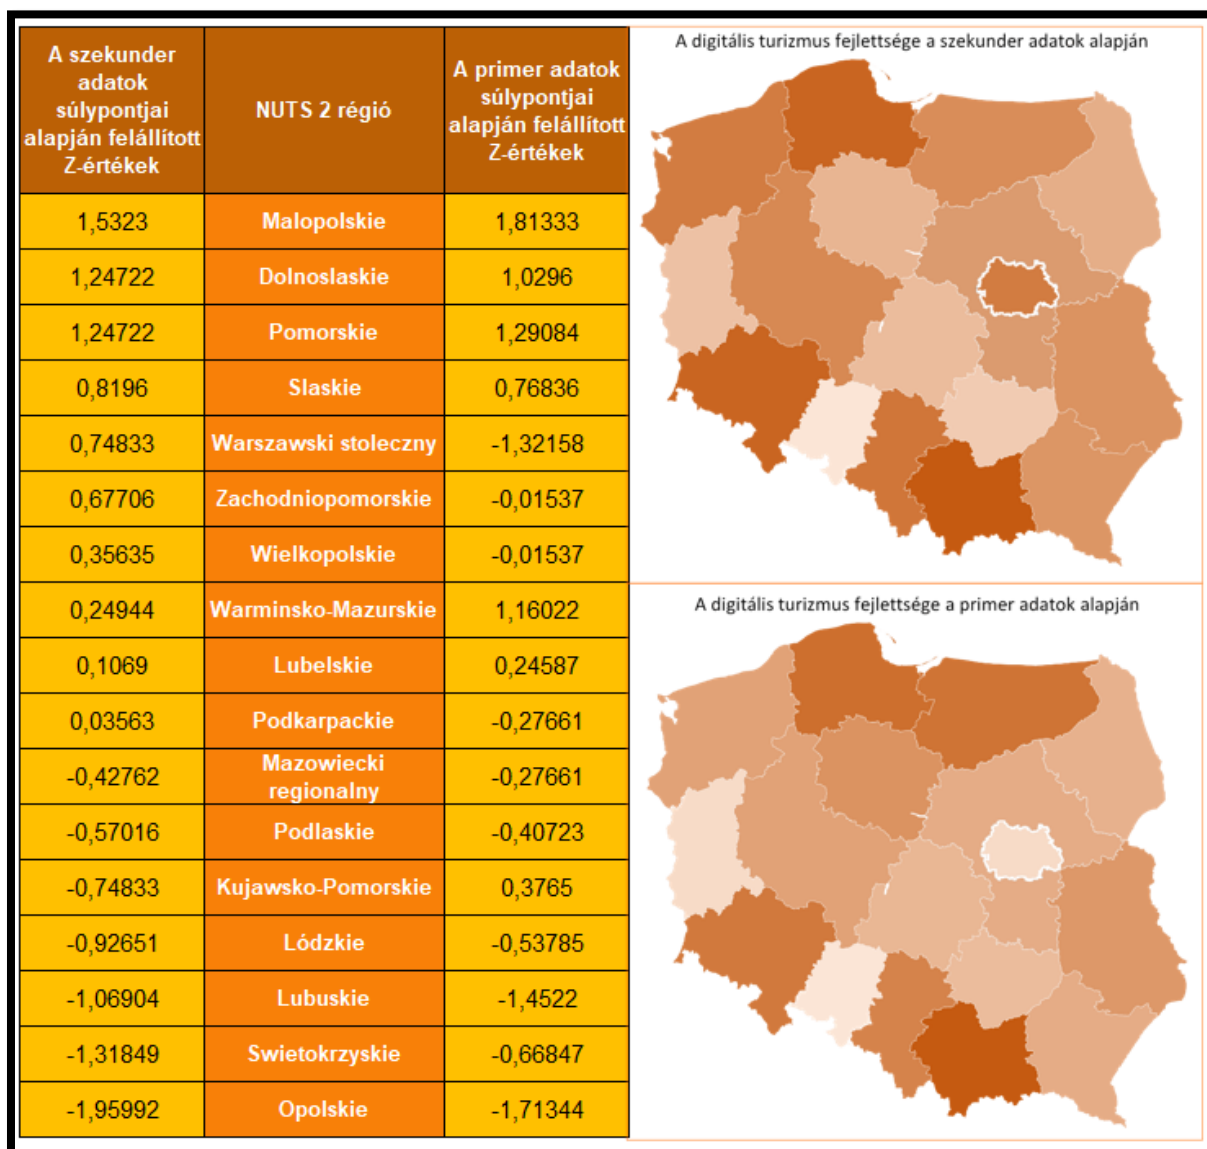 A szekunder
adatok
súlypontjai
alapján felállított
Z-értékek
NUTS 2 régió
A primer adatok
súlypontjai
alapján felállított
Z-értékek
1,5323 Malopolskie 1,81333
1,24722 Dolnoslaskie 1,0296
1,24722 Pomorskie 1,29084
0,8196 Slaskie 0,76836
0,74833 Warszawski stoleczny -1,32158
0,67706 Zachodniopomorskie -0,01537
0,35635 Wielkopolskie -0,01537
0,24944 Warminsko-Mazurskie 1,16022
0,1069 Lubelskie 0,24587
0,03563 Podkarpackie -0,27661
-0,42762 Mazowiecki
regionalny -0,27661
-0,57016 Podlaskie -0,40723
-0,74833 Kujawsko-Pomorskie 0,3765
-0,92651 Lódzkie -0,53785
-1,06904 Lubuskie -1,4522
-1,31849 Swietokrzyskie -0,66847
-1,95992 Opolskie -1,71344
A digitális turizmus fejlettsége a szekunder adatok alapján
A digitális turizmus fejlettsége a primer adatok alapján